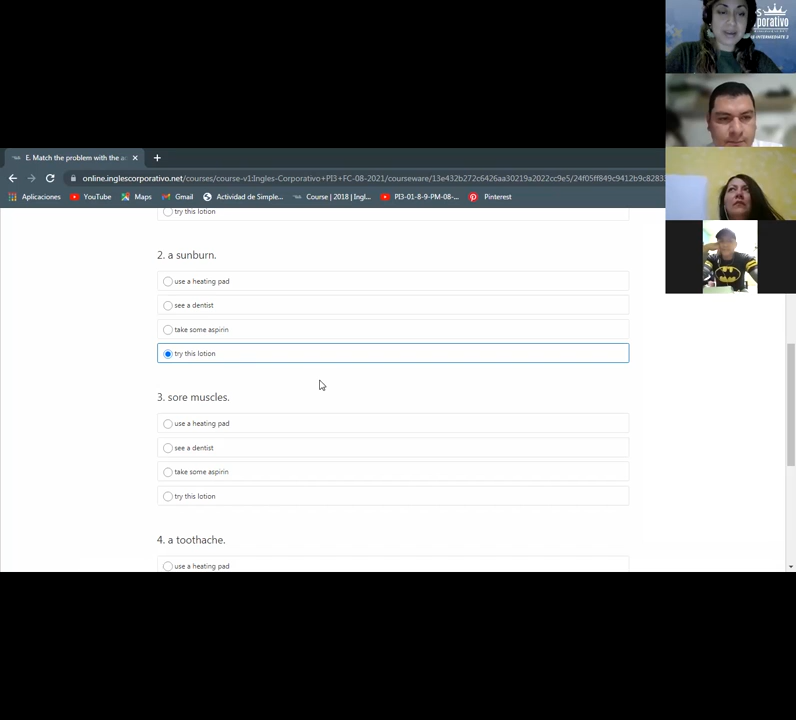 porativo
INTERMEDIATE 2
E. Match the problem with the a
online.inglescorporativo.net/courses/course-v1:Ingles-Corporativo+PI3+FC-08-2021/courseware/13e432b272c6426aa30219a2022cc9e5/24f05ff849c9412b9c8283
Aplicaciones YouTube Maps Gmail Actividad de Simple... Course | 2018 | Ingl... PI3-01-8-9-PM-08-... Pinterest
try this lotion
2. a sunburn.
use a heating pad
see a dentist
take some aspirin
try this lotion
3. sore muscles.
use a heating pad
see a dentist
take some aspirin
try this lotion
4. a toothache.
use a heating pad